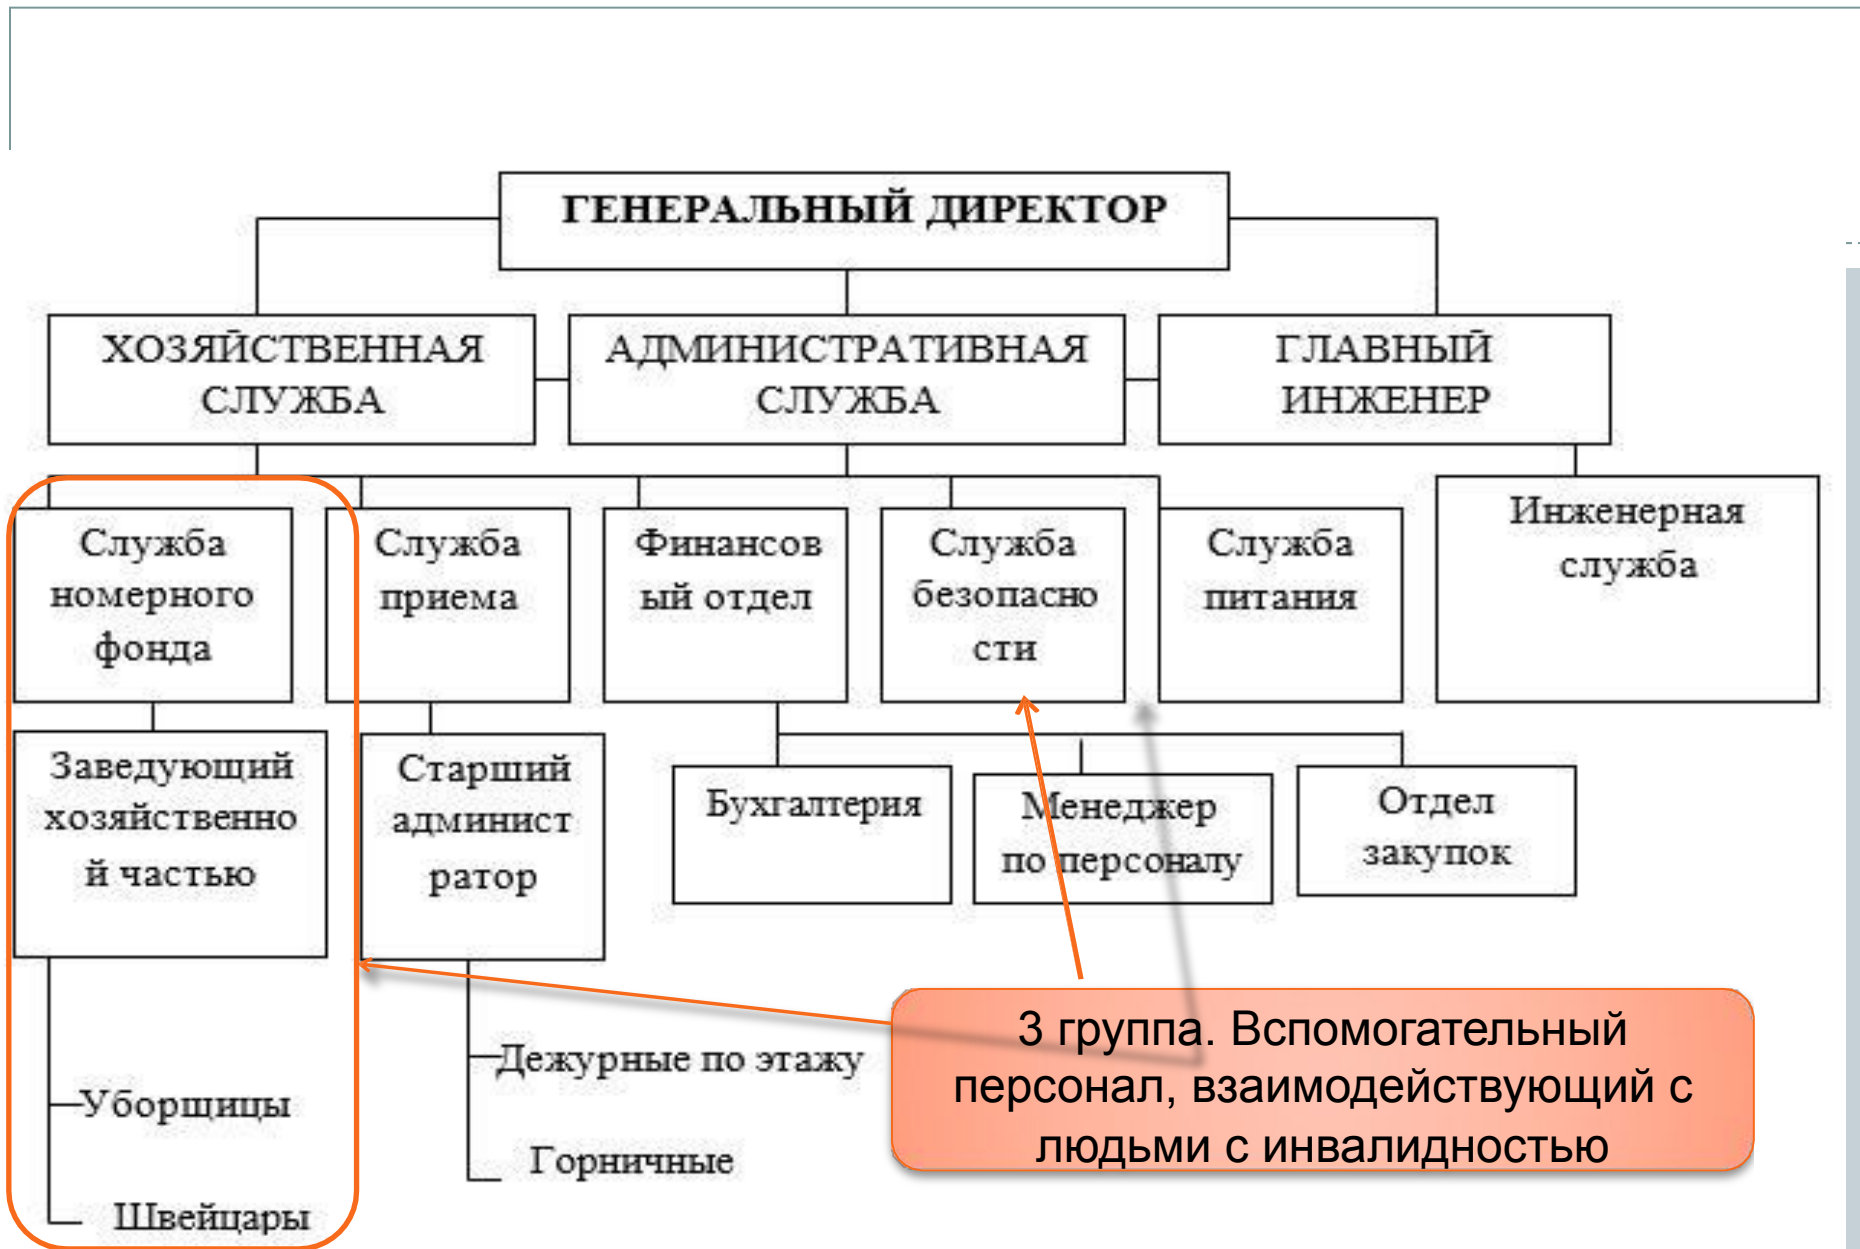 ГЕНЕРАЛЬНЫЙ ДИРЕКТОР
ХОЗЯЙСТВЕННАЯ
СЛУЖБА
АДМИНИСТРАТИВНАЯ
СЛУЖБА
ГЛАВНЫЙ
ИНЖЕНЕР
Служба
номерного
фонда
Служба
приема
Финансов
ый отдел
Служба
безопасно
сти
Служба
питания
Инженерная
служба
Заведующий
хозяйственно
й частью
Старший
админист
ратор
Бухгалтерия
Менеджер
по персоналу
Отдел
закупок
Уборщицы
Швейцары
Дежурные по этажу
Горничные
3 группа. Вспомогательный
персонал, взаимодействующий с
людьми с инвалидностью